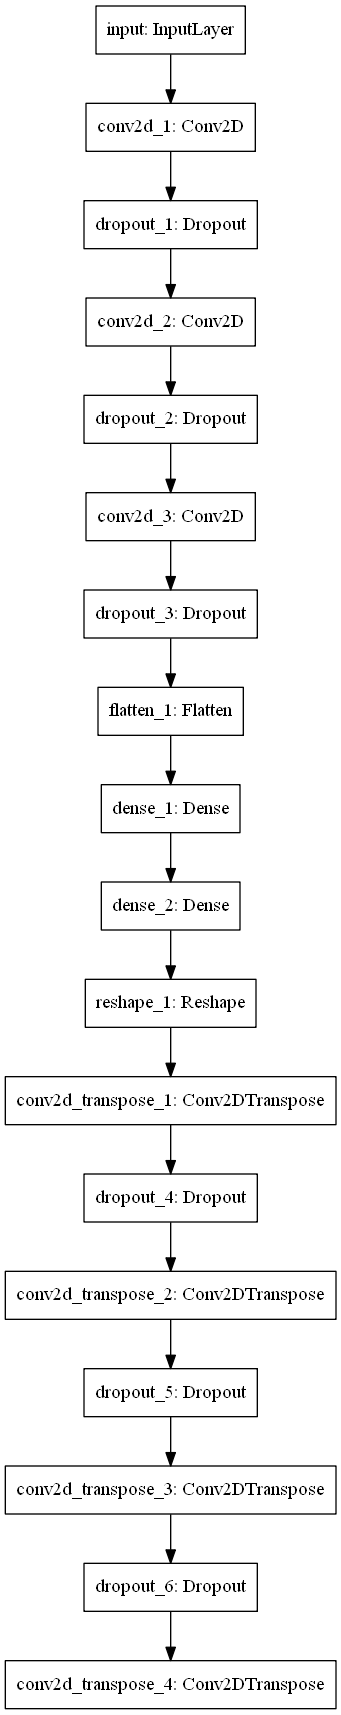 input: InputLayer
conv2d_1: Conv2D
dropout_1: Dropout
conv2d_2: Conv2D
dropout_2: Dropout
conv2d_3: Conv2D
dropout_3: Dropout
flatten_1: Flatten
dense_1: Dense
dense_2: Dense
reshape_1: Reshape
conv2d_transpose_1: Conv2DTranspose
dropout_4: Dropout
conv2d_transpose_2: Conv2DTranspose
dropout_5: Dropout
conv2d_transpose_3: Conv2DTranspose
dropout_6: Dropout
conv2d_transpose_4: Conv2DTranspose